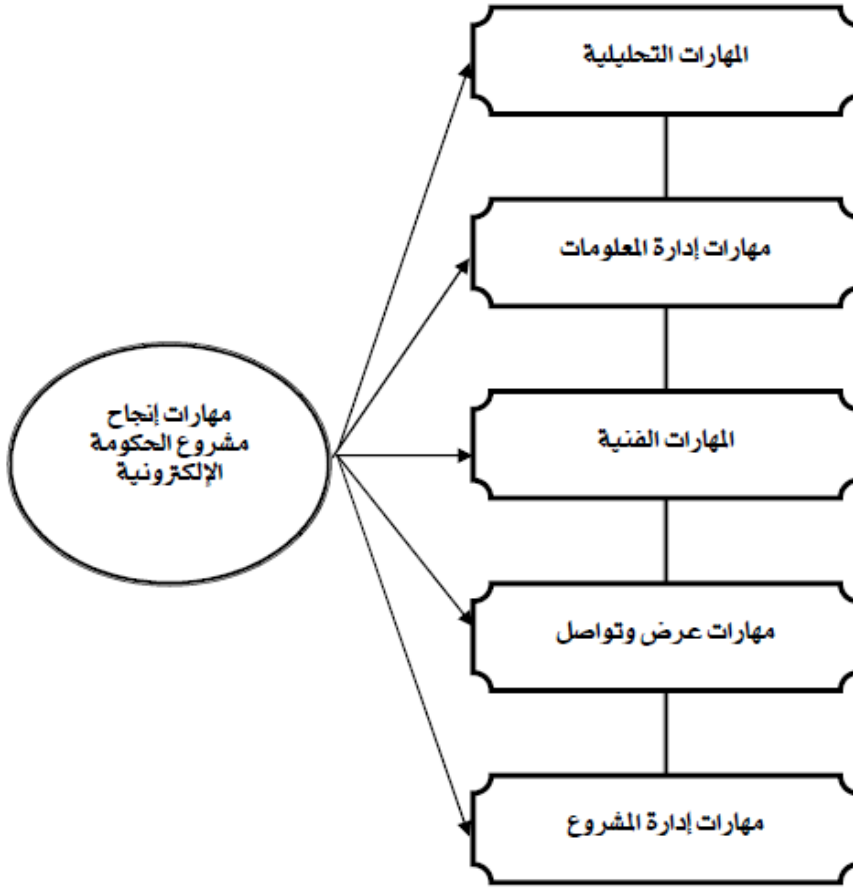 المهارات التحليلية
مهارات إدارة المعلومات
مهارات إنجاح
مشروع الحكومة
الإلكترونية
المهارات الفنية
مهارات عرض وتواصل
مهارات إدارة المشروع